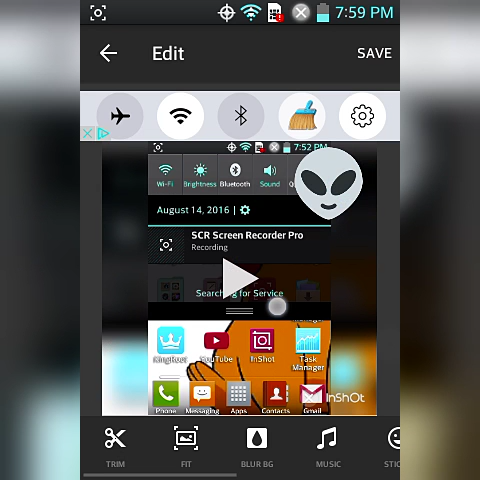 7:59 PM
Edit
SAVE
7:52 PM
Wi-Fi
Brightness
Bluetooth
Sound
August 14, 2016 |
SCR Screen Recorder Pro
Recording
Searching for Service
KingRoot
YouTube
InShot
Task
Manager
Phone
Messaging
Apps
Contacts
Gmail
InShOt
TRIM
FIT
BLUR BG
MUSIC
STIC